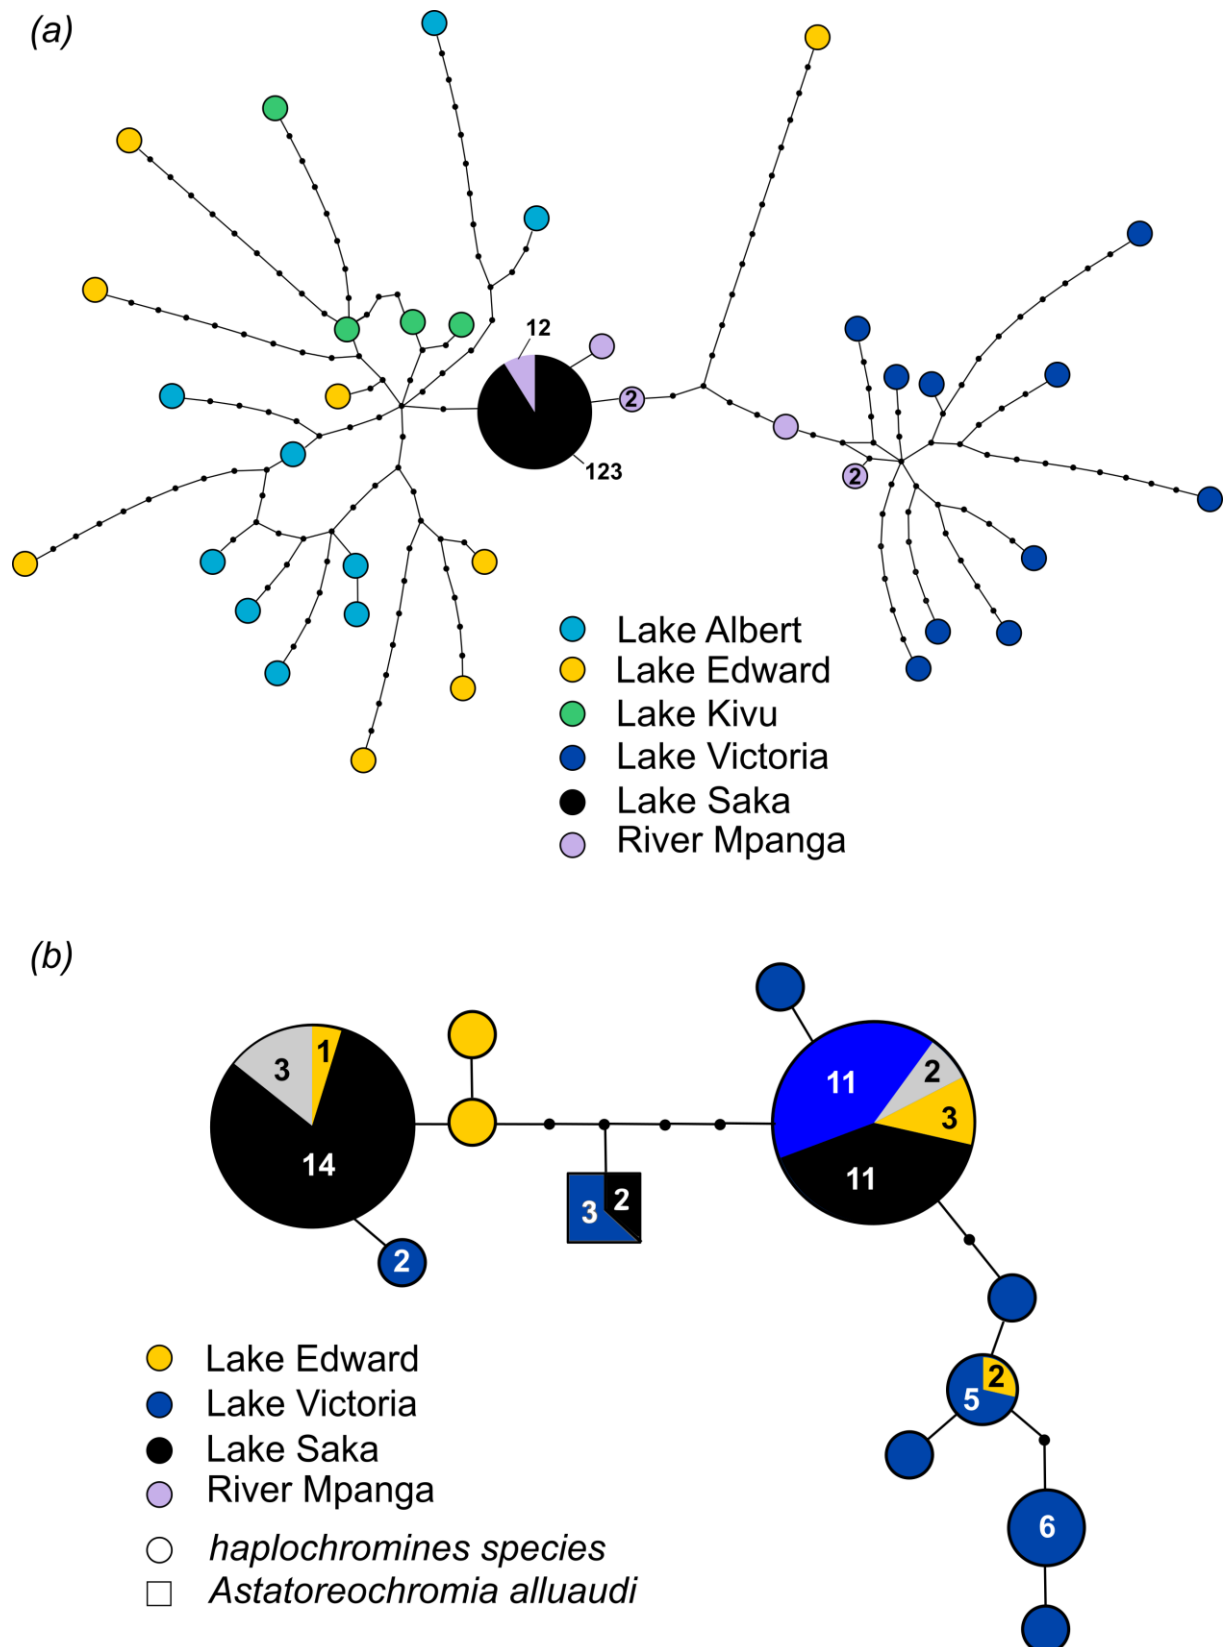 (a)
12
2
123
2
Lake Albert
Lake Edward
Lake Kivu
Lake Victoria
Lake Saka
River Mpanga
(b)
3
1
14
11
2
3
11
3
2
2
2
5
6
Lake Edward
Lake Victoria
Lake Saka
River Mpanga
haplochromines species
Astatoreochromia alluaudi